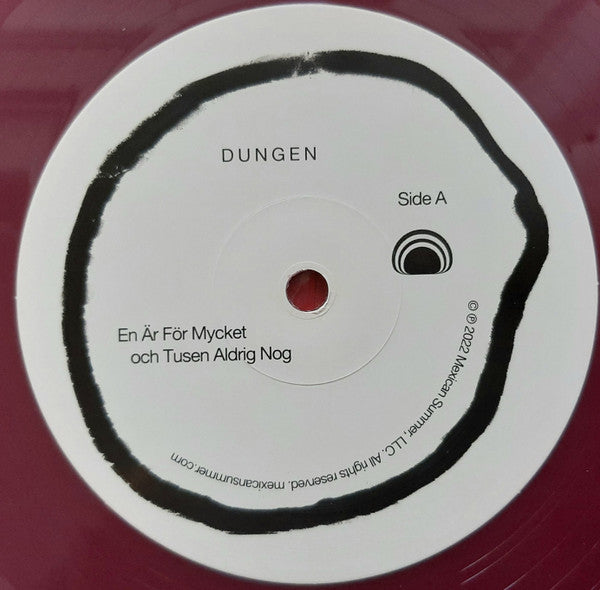 DUNGEN
Side A
En Är För Mycket
och Tusen Aldrig Nog
© ℗ 2022 Mexican Summer, LLC. All rights reserved. mexicansummer.com